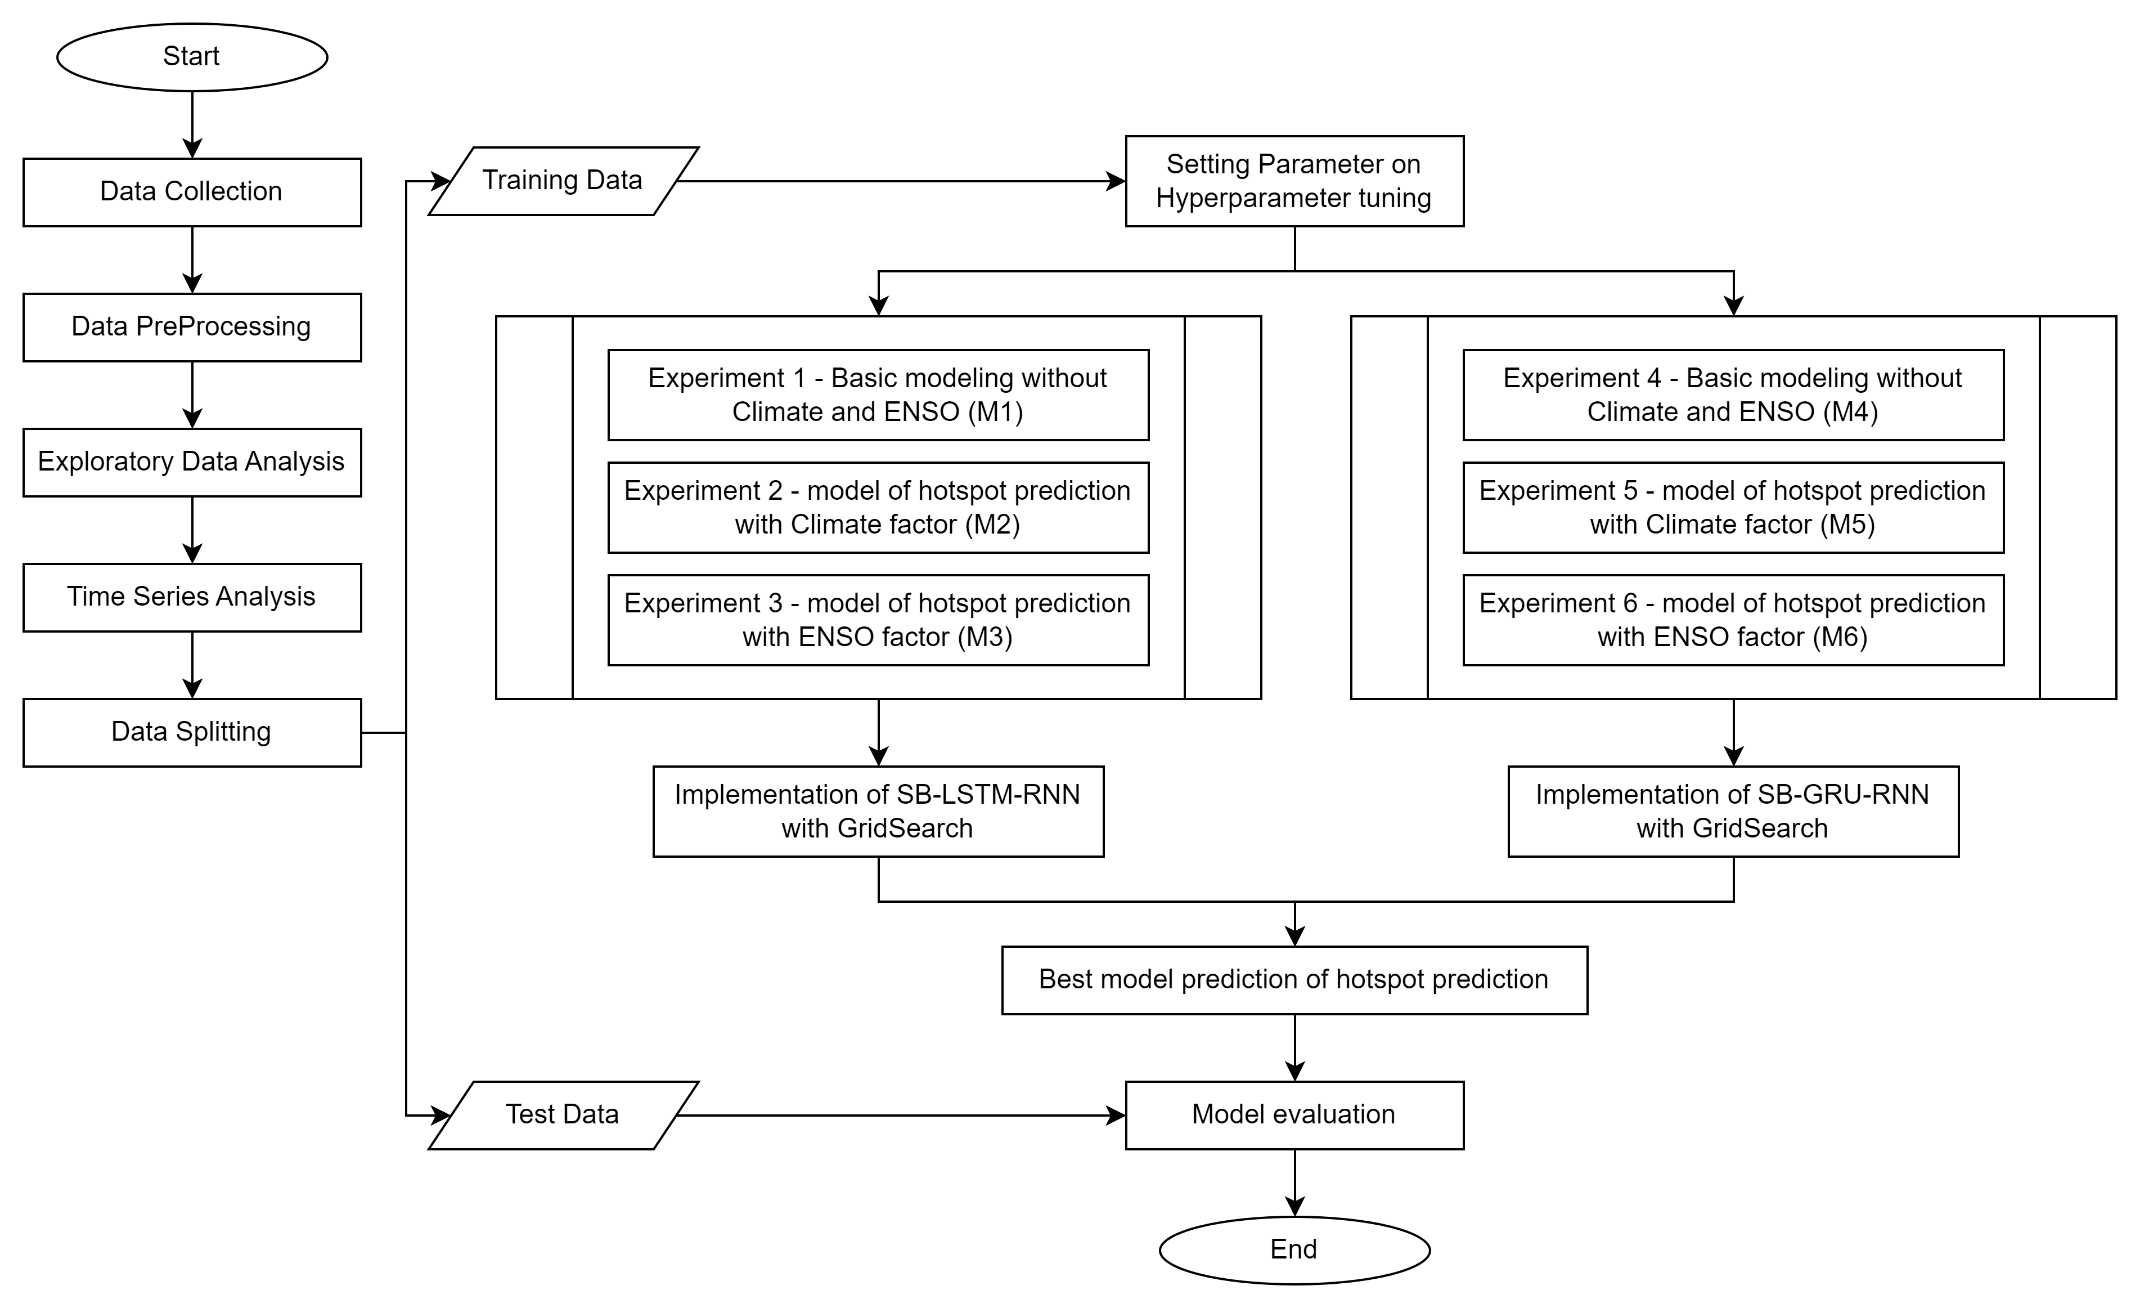 Start
Data Collection
Data PreProcessing
Exploratory Data Analysis
Time Series Analysis
Data Splitting
Training Data
Setting Parameter on
Hyperparameter tuning
Experiment 1 - Basic modeling without
Climate and ENSO (M1)
Experiment 2 - model of hotspot prediction
with Climate factor (M2)
Experiment 3 - model of hotspot prediction
with ENSO factor (M3)
Implementation of SB-LSTM-RNN
with GridSearch
Experiment 4 - Basic modeling without
Climate and ENSO (M4)
Experiment 5 - model of hotspot prediction
with Climate factor (M5)
Experiment 6 - model of hotspot prediction
with ENSO factor (M6)
Implementation of SB-GRU-RNN
with GridSearch
Best model prediction of hotspot prediction
Test Data
Model evaluation
End